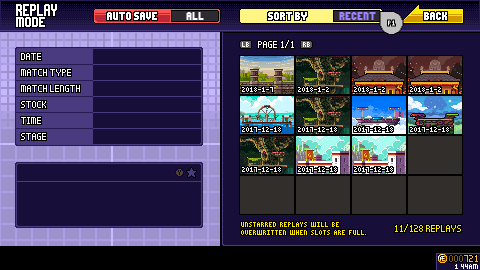 REPLAY
MODE
AUTO SAVE ALL
SORT BY RECENT
BACK
LB PAGE 1/1 RB
DATE
MATCH TYPE
MATCH LENGTH
STOCK
TIME
STAGE
2018-1-7 2018-1-2 2018-1-2 2018-1-2
2017-12-18 2017-12-18 2017-12-18 2017-12-18
2017-12-18 2017-12-18 2017-12-18
UNSTARRED REPLAYS WILL BE
OVERWRITTEN WHEN SLOTS ARE FULL.
11/128 REPLAYS
000721
1:44AM